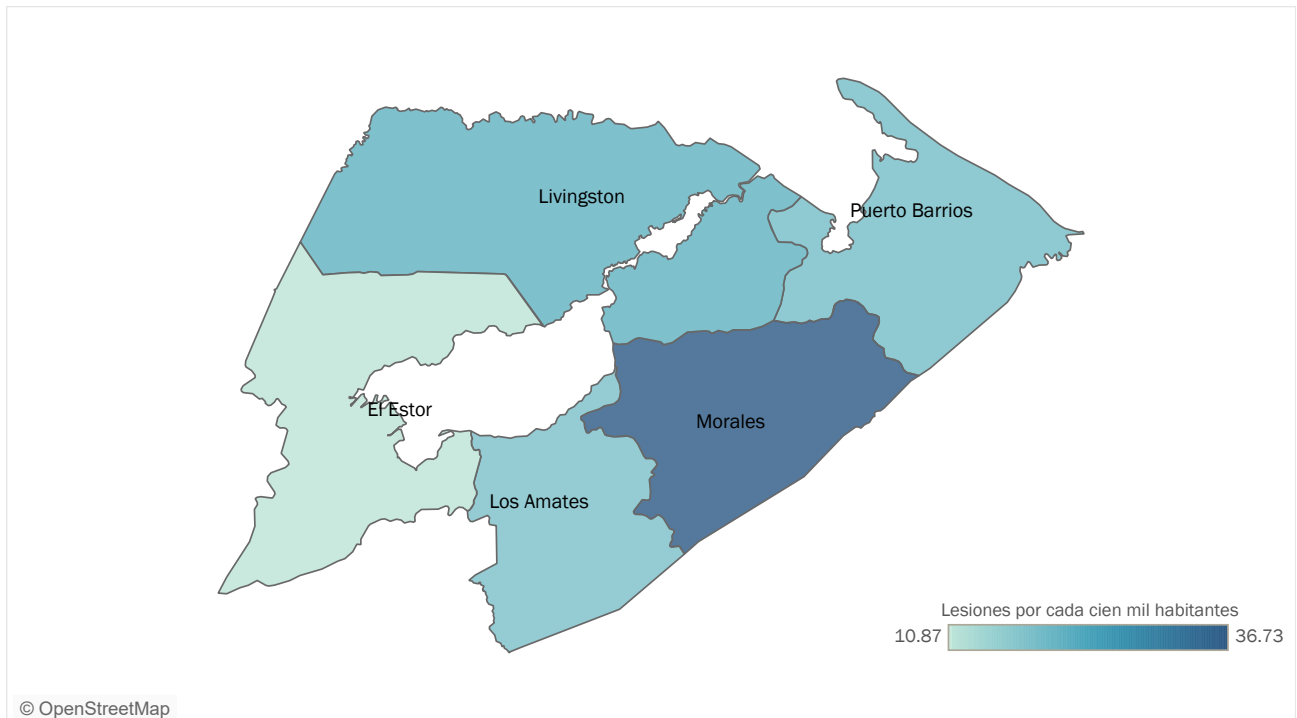 Livingston
Puerto Barrios
El Estor
Morales
Los Amates
Lesiones por cada cien mil habitantes
10.87 36.73
© OpenStreetMap